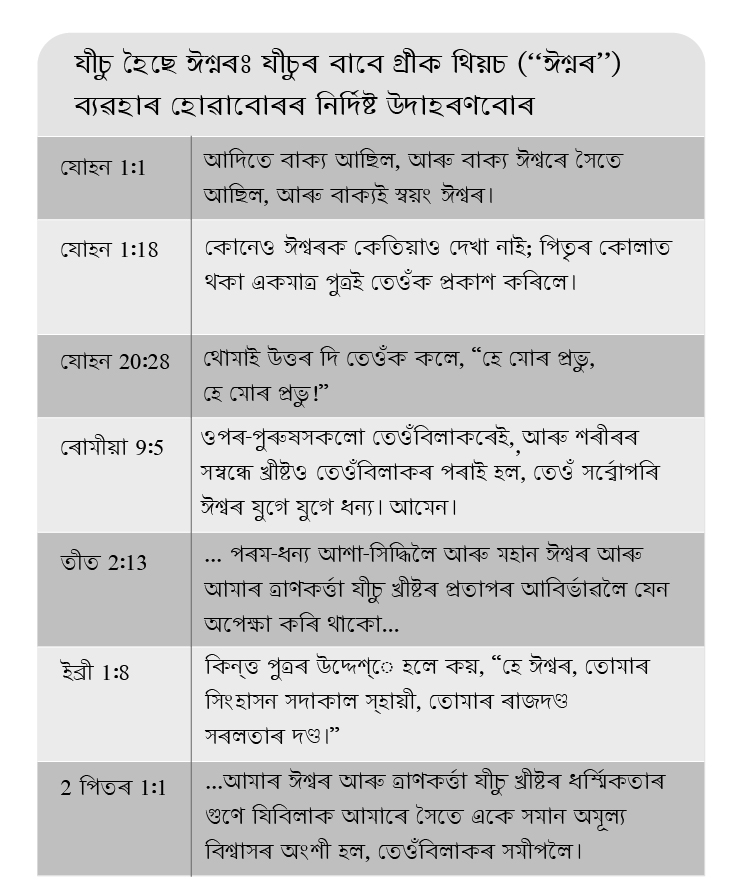 যীচু হৈছে ঈশ্বৰঃ যীচুৰ বাবে গ্ৰীক থিয়চ (“ঈশ্বৰ”)
ব্যৱহাৰ হোৱাবোৰৰ নিৰ্দিষ্ট উদাহৰণবোৰ
যোহন 1:1
আদিতে বাক্য আছিল, আৰু বাক্য ঈশ্বৰে সৈতে
আছিল, আৰু বাক্যই স্বয়ং ঈশ্বৰ।
যোহন 1:18
কোনেও ঈশ্বৰক কেতিয়াও দেখা নাই; পিতৃৰ কোলাত
থকা একমাত্ৰ পুত্ৰই তেওঁক প্ৰকাশ কৰিলে।
যোহন 20:28
থোমাই উত্তৰ দি তেওঁক কলে, “হে মোৰ প্ৰভু,
হে মোৰ প্ৰভু!”
ৰোমীয়া 9:5
ওপৰ-পুৰুষসকলো তেওঁবিলাকৰেই, আৰু শৰীৰৰ
সম্বন্ধে খ্ৰীষ্টও তেওঁবিলাকৰ পৰাই হল, তেওঁ সৰ্ব্বোপৰি
ঈশ্বৰ যুগে যুগে ধন্য। আমেন।
তীত 2:13
... পৰম-ধন্য আশা-সিদ্ধিলৈ আৰু মহান ঈশ্বৰ আৰু
আমাৰ ত্ৰাণকৰ্ত্তা যীচু খ্ৰীষ্টৰ প্ৰতাপৰ আবিৰ্ভাৱলৈ যেন
অপেক্ষা কৰি থাকো...
ইব্ৰী 1:8
কিন্ত্ত পুত্ৰৰ উদ্দেশ্ে হলে কয়, “হে ঈশ্বৰ, তোমাৰ
সিংহাসন সদাকাল স্হায়ী, তোমাৰ ৰাজদণ্ড
সৰলতাৰ দণ্ড।”
2 পিতৰ 1:1
...আমাৰ ঈশ্বৰ আৰু ত্ৰাণকৰ্ত্তা যীচু খ্ৰীষ্টৰ ধৰ্ম্মিকতাৰ
গুণে যিবিলাক আমাৰে সৈতে একে সমান অমূল্য
বিশ্বাসৰ অংশী হল, তেওঁবিলাকৰ সমীপলৈ।